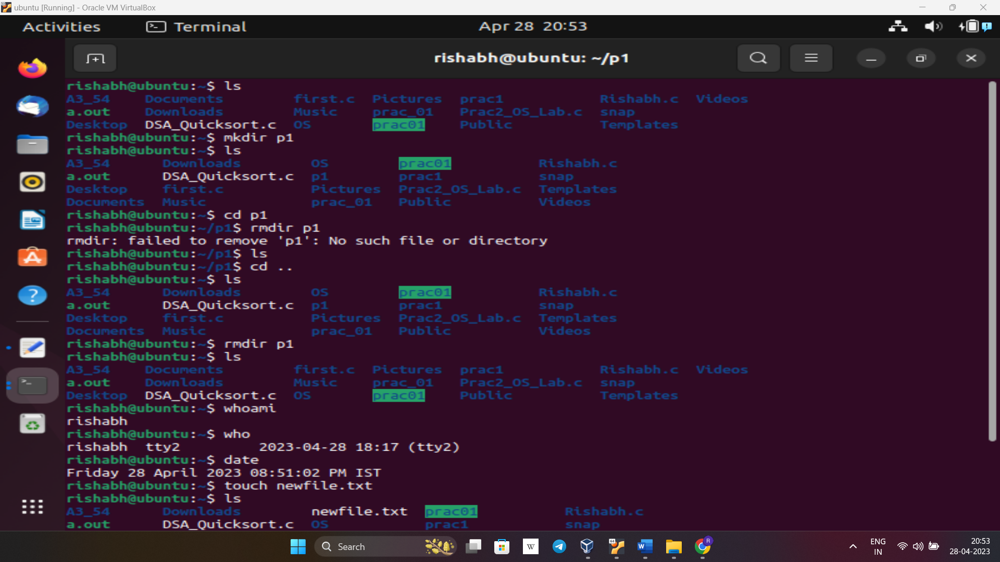 ubuntu [Running] - Oracle VM VirtualBox
Activities Terminal Apr 28 20:53
rishabh@ubuntu: ~/p1
rishabh@ubuntu:~$ ls
A3_54 Documents first.c Pictures prac1 Rishabh.c Videos
a.out Downloads Music prac_01 Prac2_OS_Lab.c snap
Desktop DSA_Quicksort.c OS prac01 Public Templates
rishabh@ubuntu:~$ mkdir p1
rishabh@ubuntu:~$ ls
A3_54 Downloads OS prac01 Rishabh.c
a.out DSA_Quicksort.c p1 prac1 snap
Desktop first.c Pictures Prac2_OS_Lab.c Templates
Documents Music prac_01 Public Videos
rishabh@ubuntu:~$ cd p1
rishabh@ubuntu:~/p1$ rmdir p1
rmdir: failed to remove 'p1': No such file or directory
rishabh@ubuntu:~/p1$ ls
rishabh@ubuntu:~/p1$ cd ..
rishabh@ubuntu:~$ ls
A3_54 Downloads OS prac01 Rishabh.c
a.out DSA_Quicksort.c p1 prac1 snap
Desktop first.c Pictures Prac2_OS_Lab.c Templates
Documents Music prac_01 Public Videos
rishabh@ubuntu:~$ rmdir p1
rishabh@ubuntu:~$ ls
A3_54 Documents first.c Pictures prac1 Rishabh.c Videos
a.out Downloads Music prac_01 Prac2_OS_Lab.c snap
Desktop DSA_Quicksort.c OS prac01 Public Templates
rishabh@ubuntu:~$ whoami
rishabh
rishabh@ubuntu:~$ who
rishabh tty2 2023-04-28 18:17 (tty2)
rishabh@ubuntu:~$ date
Friday 28 April 2023 08:51:02 PM IST
rishabh@ubuntu:~$ touch newfile.txt
rishabh@ubuntu:~$ ls
A3_54 Downloads newfile.txt prac01 Rishabh.c
a.out DSA_Quicksort.c OS prac1 snap
Search ENG 20:53
IN 28-04-2023